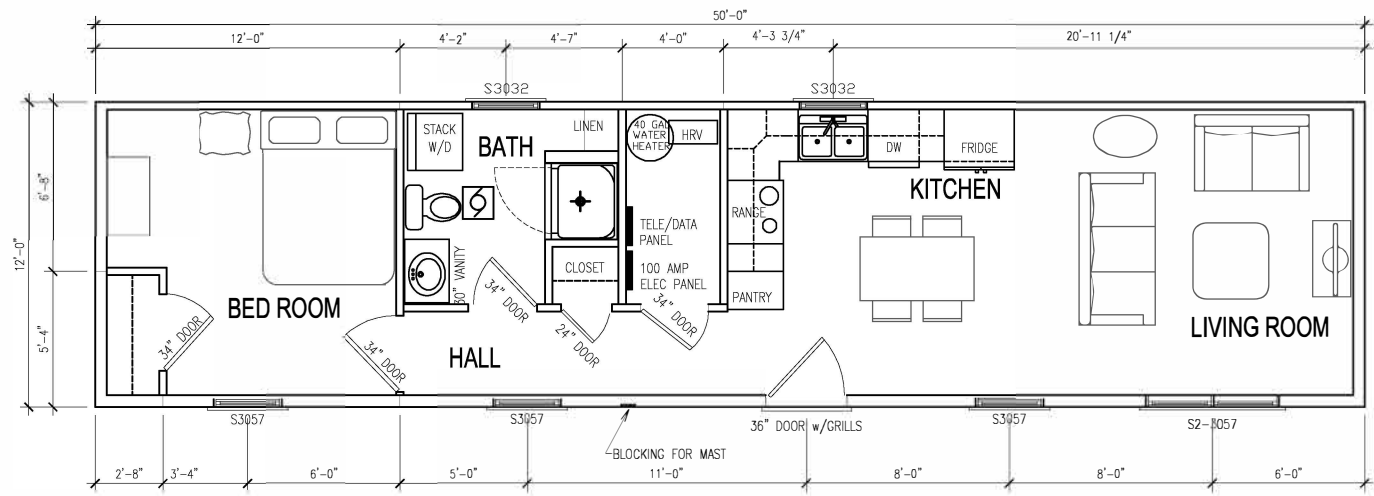 50'-0"
12'-0"
4'-2"
4'-7"
4'-0"
4'-3 3/4"
20'-11 1/4"
S3032
S3032
STACK
W/D
BATH
LINEN
40 GAL
WATER
HEATER
HRV
DW
FRIDGE
KITCHEN
RANGE
6'-8"
12'-0"
5'-4"
TELE/DATA
PANEL
CLOSET
100 AMP
ELEC PANEL
30" VANITY
PANTRY
BED ROOM
34" DOOR
34" DOOR
HALL
34" DOOR
24" DOOR
34" DOOR
LIVING ROOM
S3057
S3057
36" DOOR w/GRILLS
S3057
S2-3057
BLOCKING FOR MAST
2'-8"
3'-4"
6'-0"
5'-0"
11'-0"
8'-0"
8'-0"
6'-0"